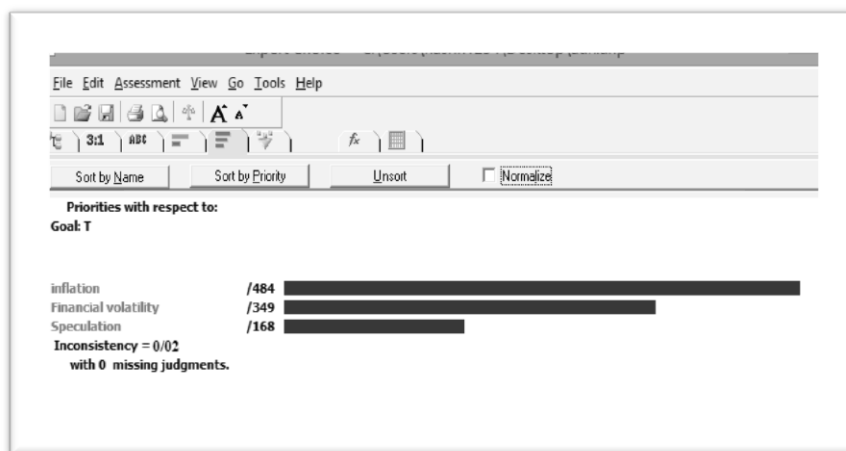 File Edit Assessment View Go Tools Help
A A
3:1 ABC fx
Sort by Name Sort by Priority Unsort Normalize
Priorities with respect to:
Goal: T
inflation /484
Financial volatility /349
Speculation /168
Inconsistency = 0/02
with 0 missing judgments.